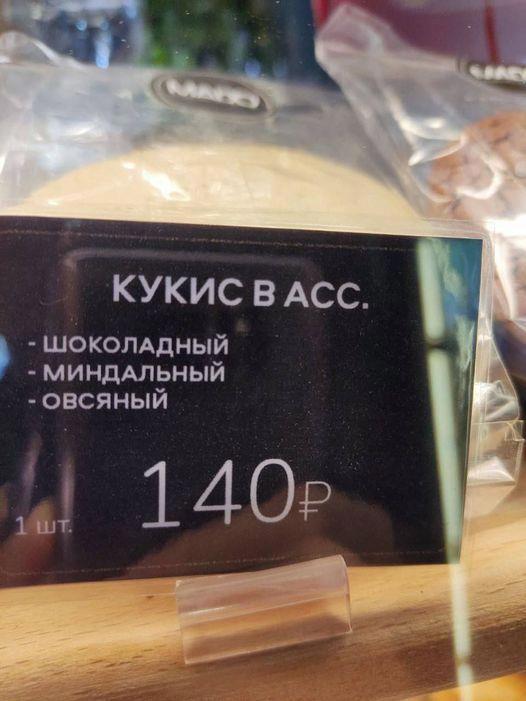 КУКИС В АСС.
- ШОКОЛАДНЫЙ
- МИНДАЛЬНЫЙ
- ОВСЯНЫЙ
1 шт. 140₽